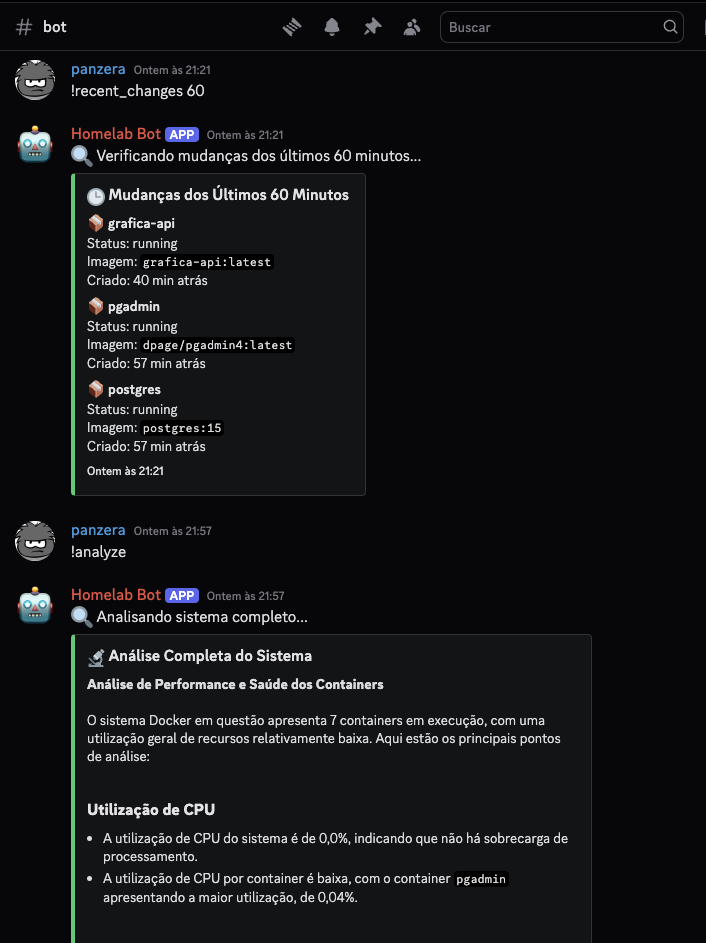 # bot
Buscar
panzera Ontem às 21:21
!recent_changes 60
Homelab Bot APP Ontem às 21:21
Verificando mudanças dos últimos 60 minutos...
Mudanças dos Últimos 60 Minutos
grafica-api
Status: running
Imagem: grafica-api:latest
Criado: 40 min atrás
pgadmin
Status: running
Imagem: dpage/pgadmin4:latest
Criado: 57 min atrás
postgres
Status: running
Imagem: postgres:15
Criado: 57 min atrás
Ontem às 21:21
panzera Ontem às 21:57
!analyze
Homelab Bot APP Ontem às 21:57
Analisando sistema completo...
Análise Completa do Sistema
Análise de Performance e Saúde dos Containers
O sistema Docker em questão apresenta 7 containers em execução, com uma
utilização geral de recursos relativamente baixa. Aqui estão os principais pontos
de análise:
Utilização de CPU
• A utilização de CPU do sistema é de 0,0%, indicando que não há sobrecarga de
processamento.
• A utilização de CPU por container é baixa, com o container pgadmin
apresentando a maior utilização, de 0,04%.